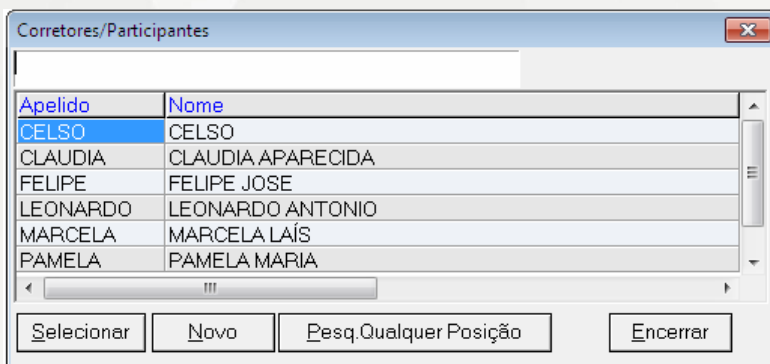 Corretores/Participantes
Apelido Nome
CELSO CELSO
CLAUDIA CLAUDIA APARECIDA
FELIPE FELIPE JOSE
LEONARDO LEONARDO ANTONIO
MARCELA MARCELA LAÍS
PAMELA PAMELA MARIA
Selecionar Novo Pesq.Qualquer Posição Encerrar